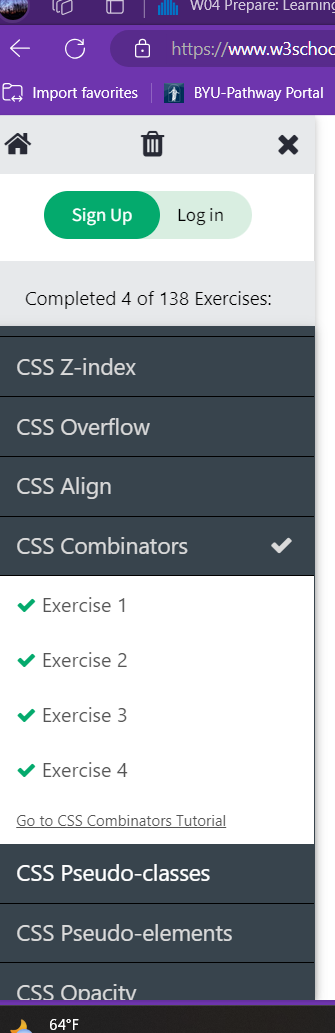 W04 Prepare: Learning
https://www.w3schoo
Import favorites
BYU-Pathway Portal
Sign Up
Log in
Completed 4 of 138 Exercises:
CSS Z-index
CSS Overflow
CSS Align
CSS Combinators
Exercise 1
Exercise 2
Exercise 3
Exercise 4
Go to CSS Combinators Tutorial
CSS Pseudo-classes
CSS Pseudo-elements
CSS Opacity
64°F